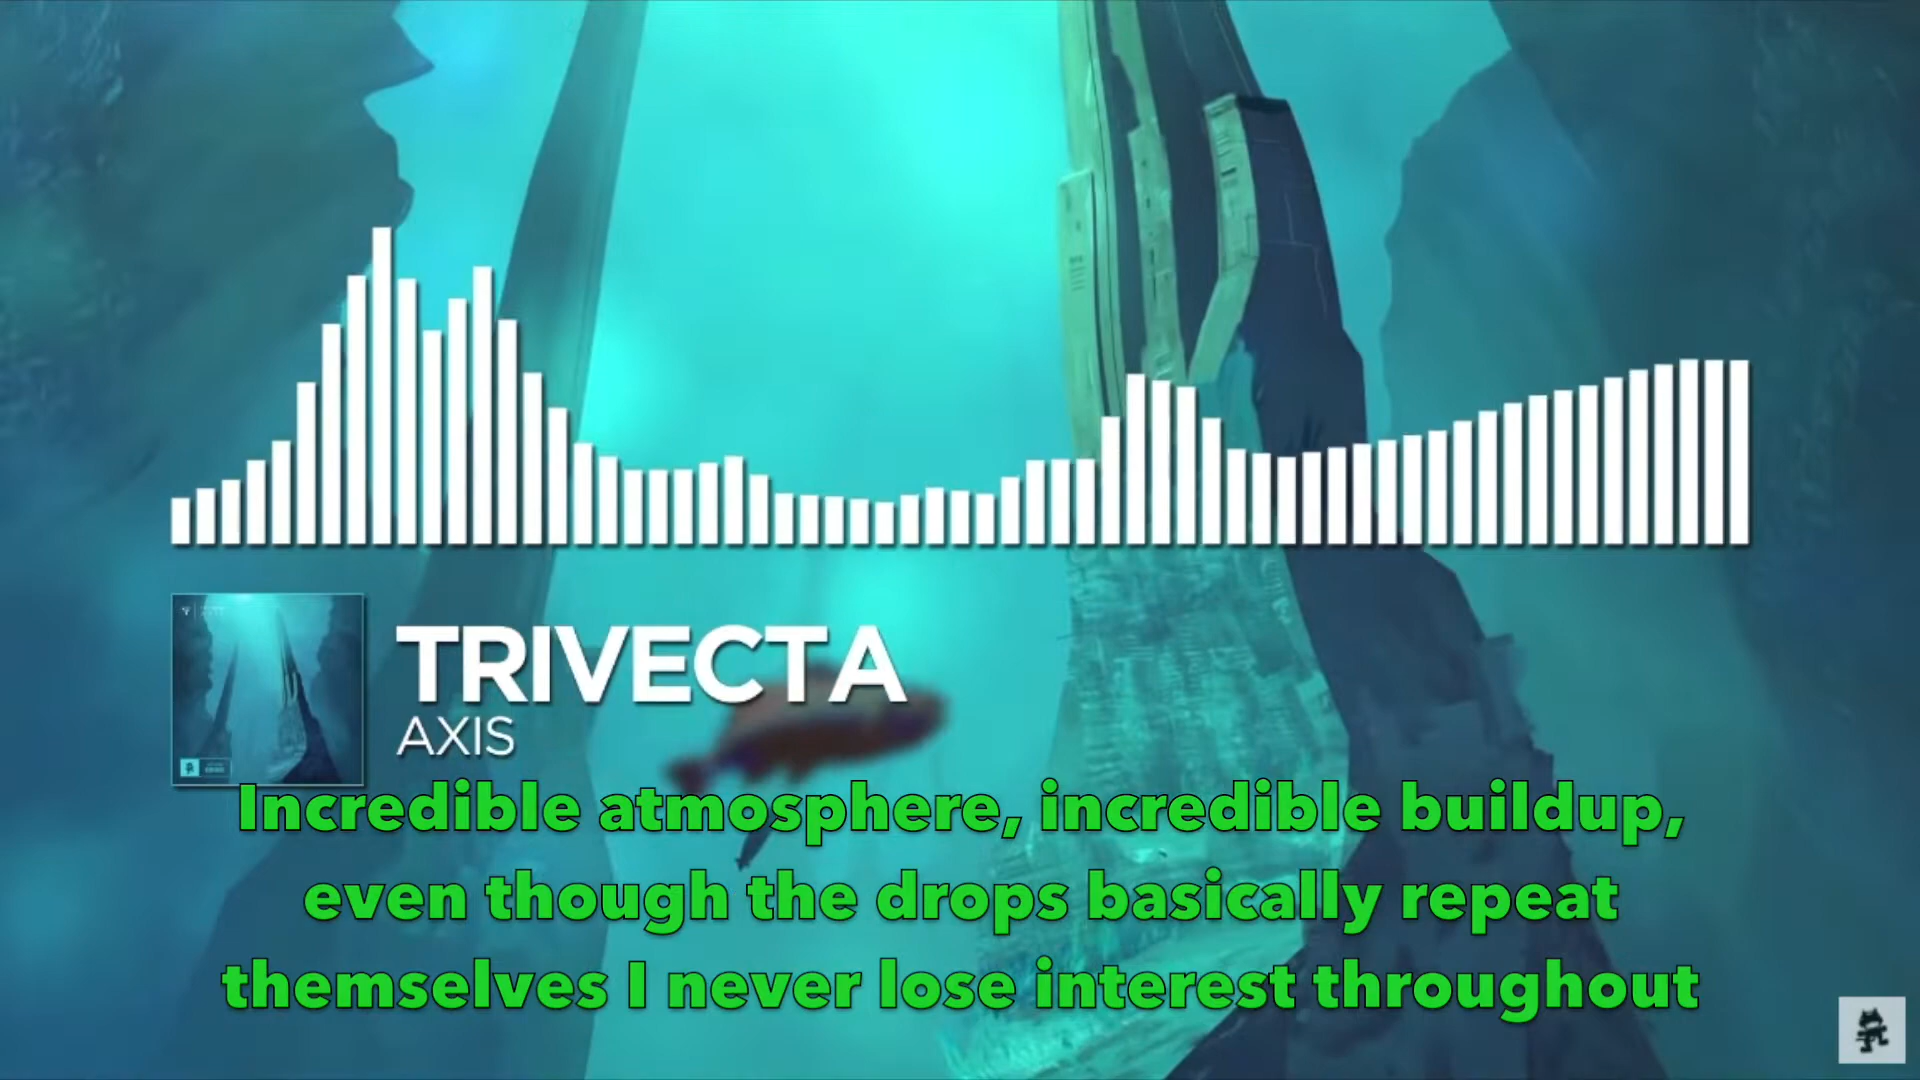 TRIVECTA
AXIS
Incredible atmosphere, incredible buildup,
even though the drops basically repeat
themselves I never lose interest throughout